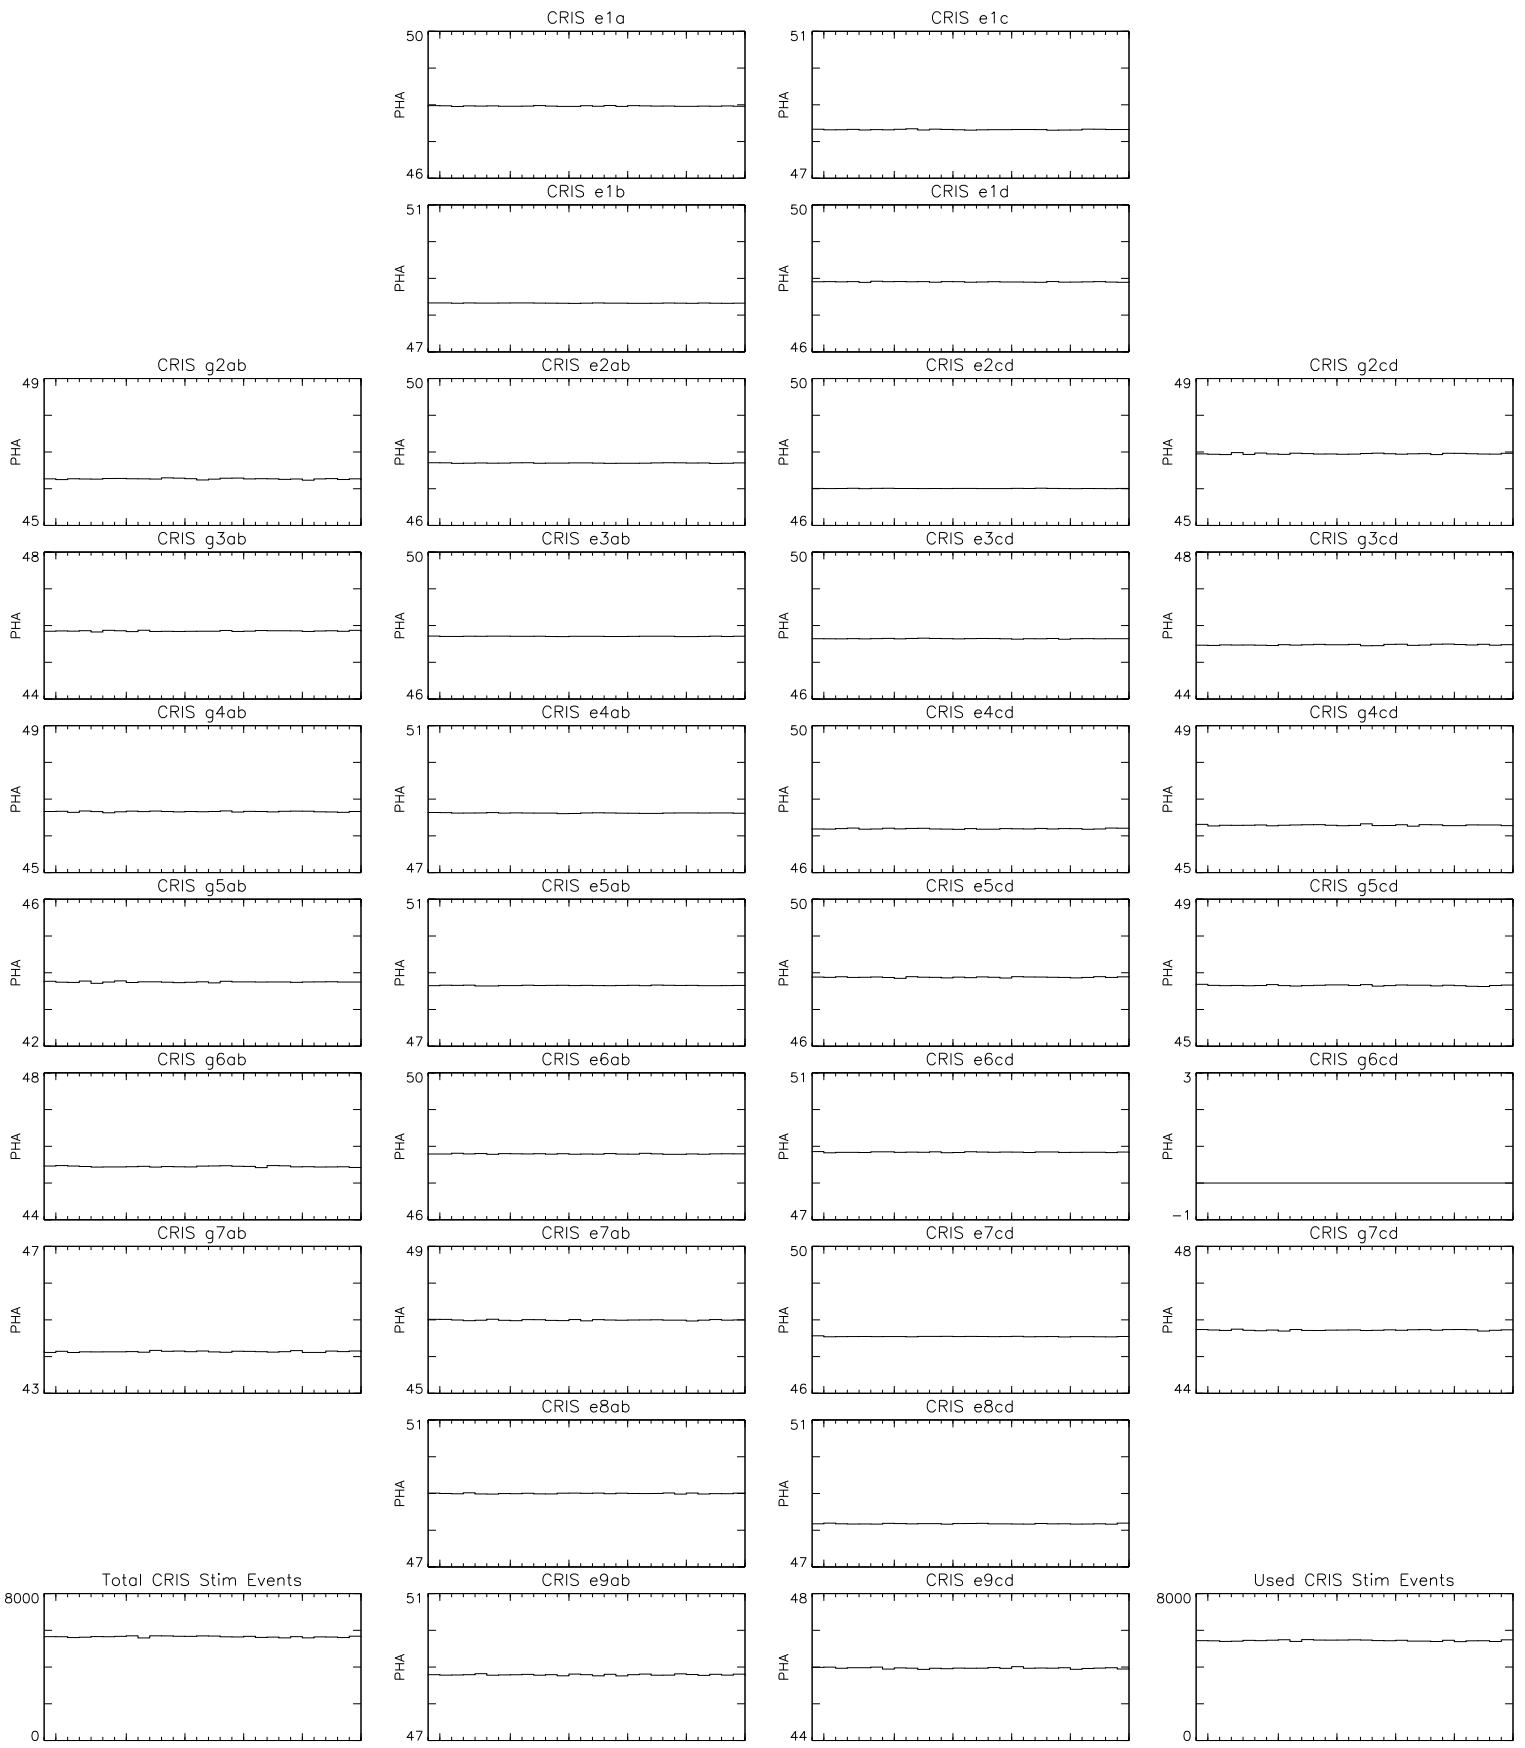 CRIS e1a
CRIS e1c
50
PHA
46
51
PHA
47
CRIS e1b
CRIS e1d
51
PHA
47
50
PHA
46
CRIS g2ab
CRIS e2ab
CRIS e2cd
CRIS g2cd
49
PHA
45
50
PHA
46
50
PHA
46
49
PHA
45
CRIS g3ab
CRIS e3ab
CRIS e3cd
CRIS g3cd
48
PHA
44
50
PHA
46
50
PHA
46
48
PHA
44
CRIS g4ab
CRIS e4ab
CRIS e4cd
CRIS g4cd
49
PHA
45
51
PHA
47
50
PHA
46
49
PHA
45
CRIS g5ab
CRIS e5ab
CRIS e5cd
CRIS g5cd
46
PHA
42
51
PHA
47
50
PHA
46
49
PHA
45
CRIS g6ab
CRIS e6ab
CRIS e6cd
CRIS g6cd
48
PHA
44
50
PHA
46
51
PHA
47
3
PHA
-1
CRIS g7ab
CRIS e7ab
CRIS e7cd
CRIS g7cd
47
PHA
43
49
PHA
45
50
PHA
46
48
PHA
44
CRIS e8ab
CRIS e8cd
51
PHA
47
51
PHA
47
Total CRIS Stim Events
CRIS e9ab
CRIS e9cd
Used CRIS Stim Events
8000
0
51
PHA
47
48
PHA
44
8000
0